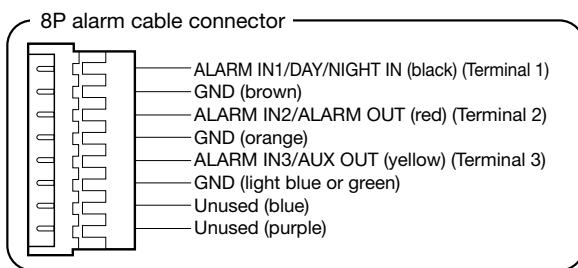 8P alarm cable connector
ALARM IN1/DAY/NIGHT IN (black) (Terminal 1)
GND (brown)
ALARM IN2/ALARM OUT (red) (Terminal 2)
GND (orange)
ALARM IN3/AUX OUT (yellow) (Terminal 3)
GND (light blue or green)
Unused (blue)
Unused (purple)